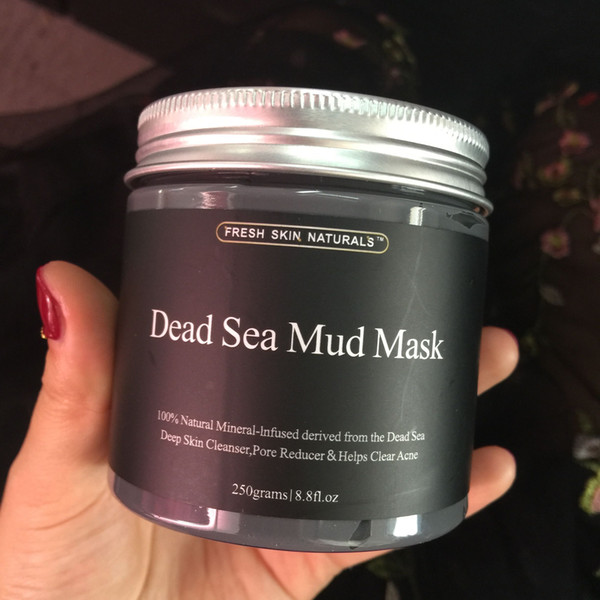 FRESH SKIN NATURALS™
Dead Sea Mud Mask
100% Natural Mineral-Infused derived from the Dead Sea
Deep Skin Cleanser,Pore Reducer & Helps Clear Acne
250grams|8.8fl.oz